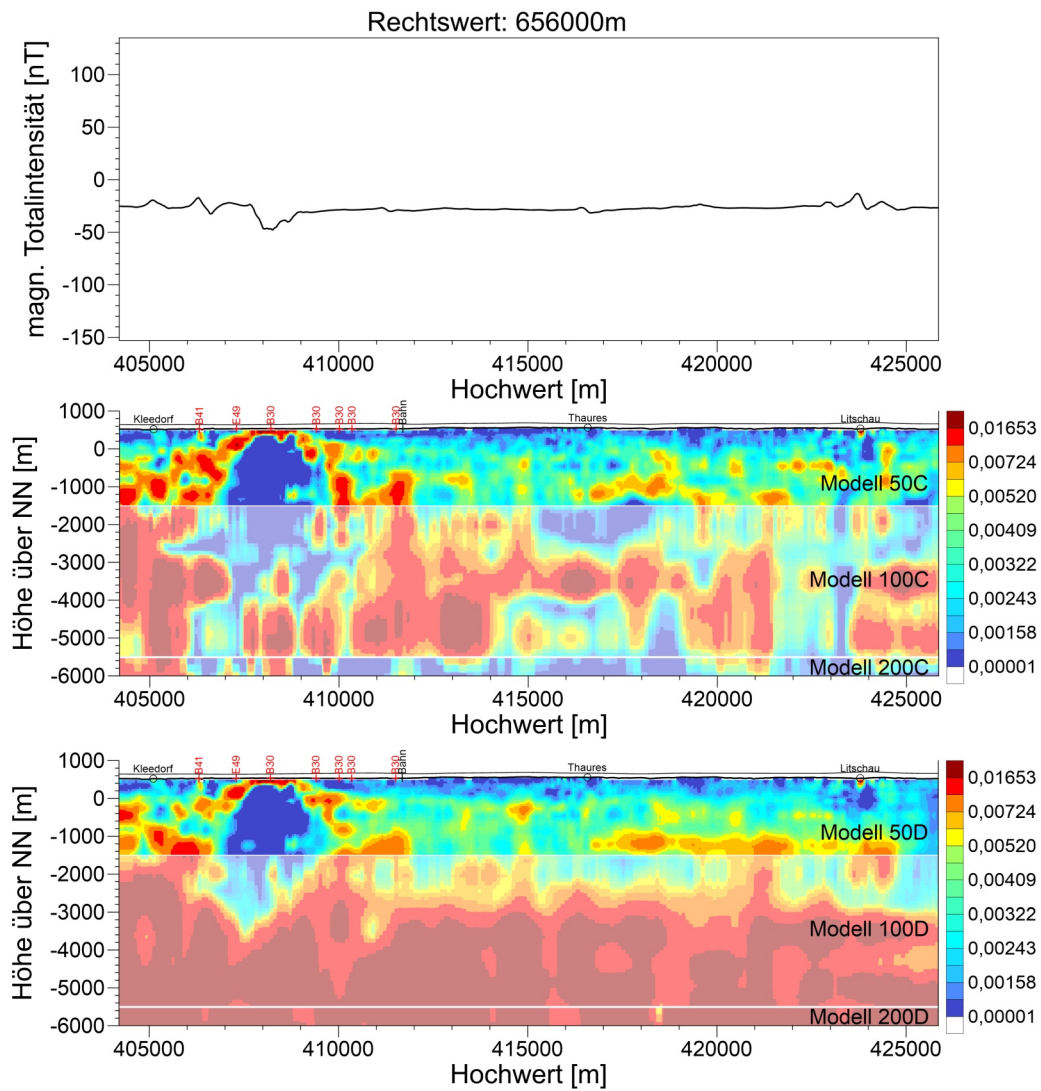 Rechtswert: 656000m
magn. Totalintensität [nT]
100
50
0
-50
-100
-150
405000 410000 415000 420000 425000
Hochwert [m]
Höhe über NN [m]
1000
0
-1000
-2000
-3000
-4000
-5000
-6000
Kleedorf B41 E49 B30 B30 B30 B30 B30 Bahn Thaures Litschau
Modell 50C
Modell 100C
Modell 200C
0,01653
0,00724
0,00520
0,00409
0,00322
0,00243
0,00158
0,00001
405000 410000 415000 420000 425000
Hochwert [m]
Höhe über NN [m]
1000
0
-1000
-2000
-3000
-4000
-5000
-6000
Kleedorf B41 E49 B30 B30 B30 B30 B30 Bahn Thaures Litschau
Modell 50D
Modell 100D
Modell 200D
0,01653
0,00724
0,00520
0,00409
0,00322
0,00243
0,00158
0,00001
405000 410000 415000 420000 425000
Hochwert [m]